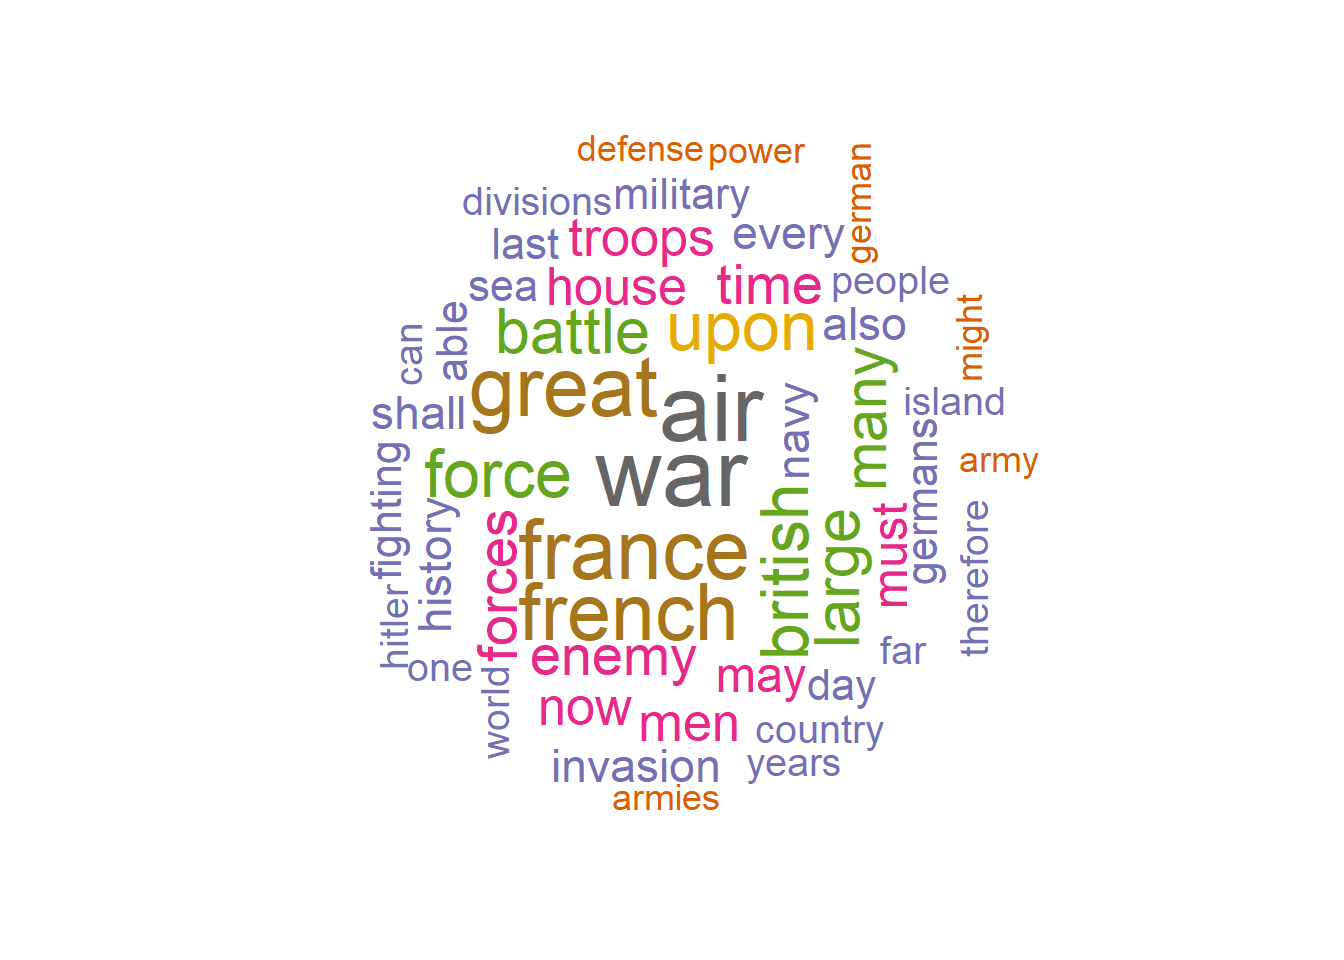 defense power
german
divisions military
last troops every
sea house time people
battle upon also
can able might
great air
shall navy many island
force war
fighting germans army
history forces france british large must therefore
french
hitler one enemy far
world may day
now men country
invasion years
armies